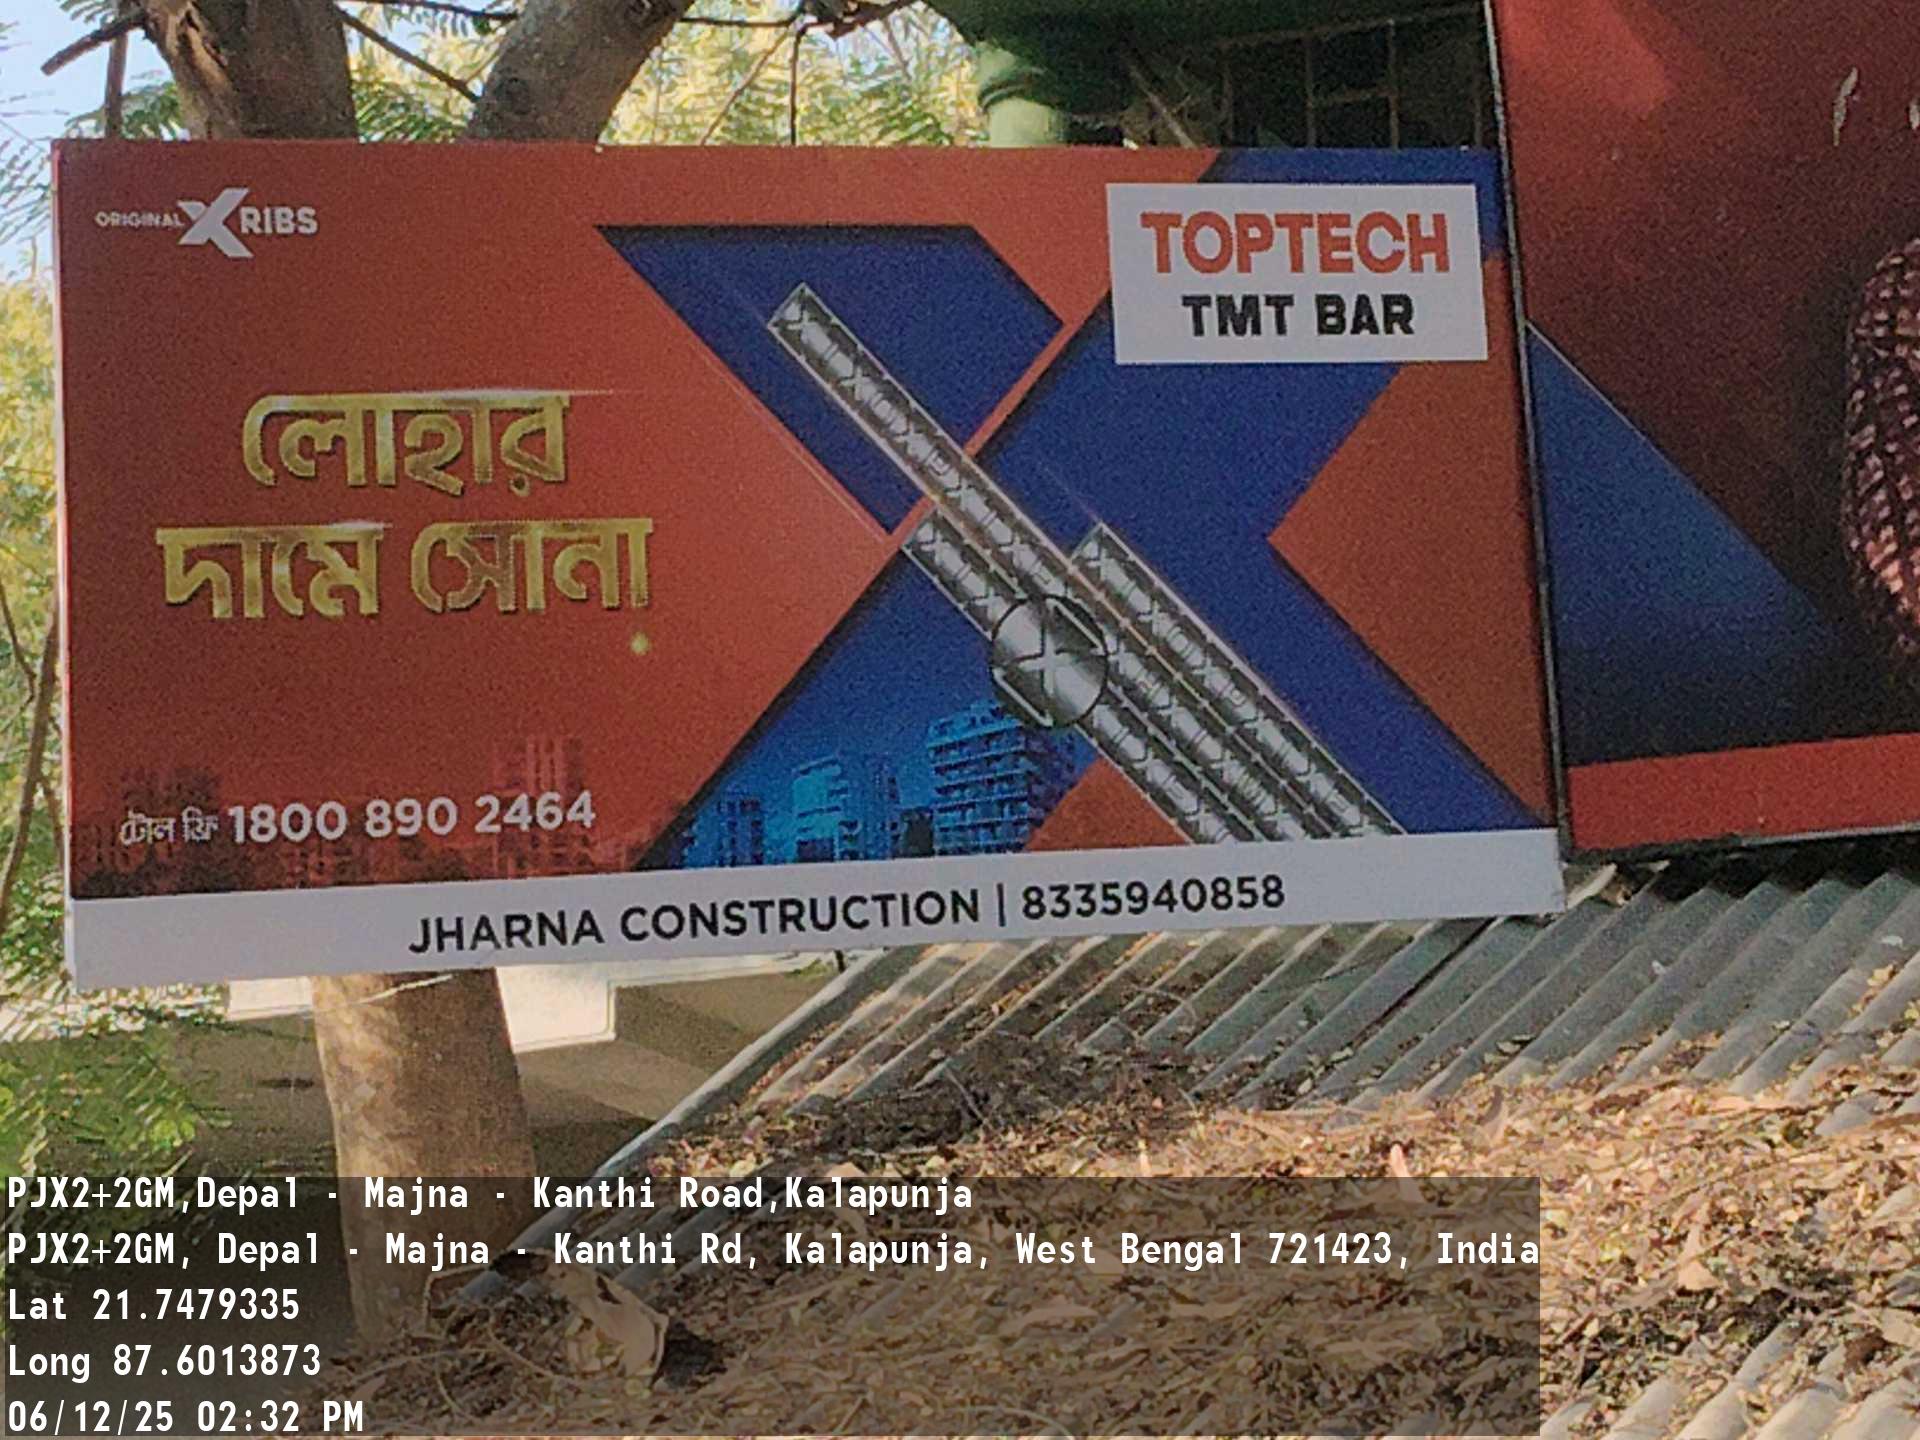 ORIGINAL X RIBS
TOPTECH
TMT BAR
লোহার
দামে সোনা
টোল ফ্রি 1800 890 2464
JHARNA CONSTRUCTION | 8335940858
PJX2+2GM,Depal - Majna - Kanthi Road,Kalapunja
PJX2+2GM, Depal - Majna - Kanthi Rd, Kalapunja, West Bengal 721423, India
Lat 21.7479335
Long 87.6013873
06/12/25 02:32 PM